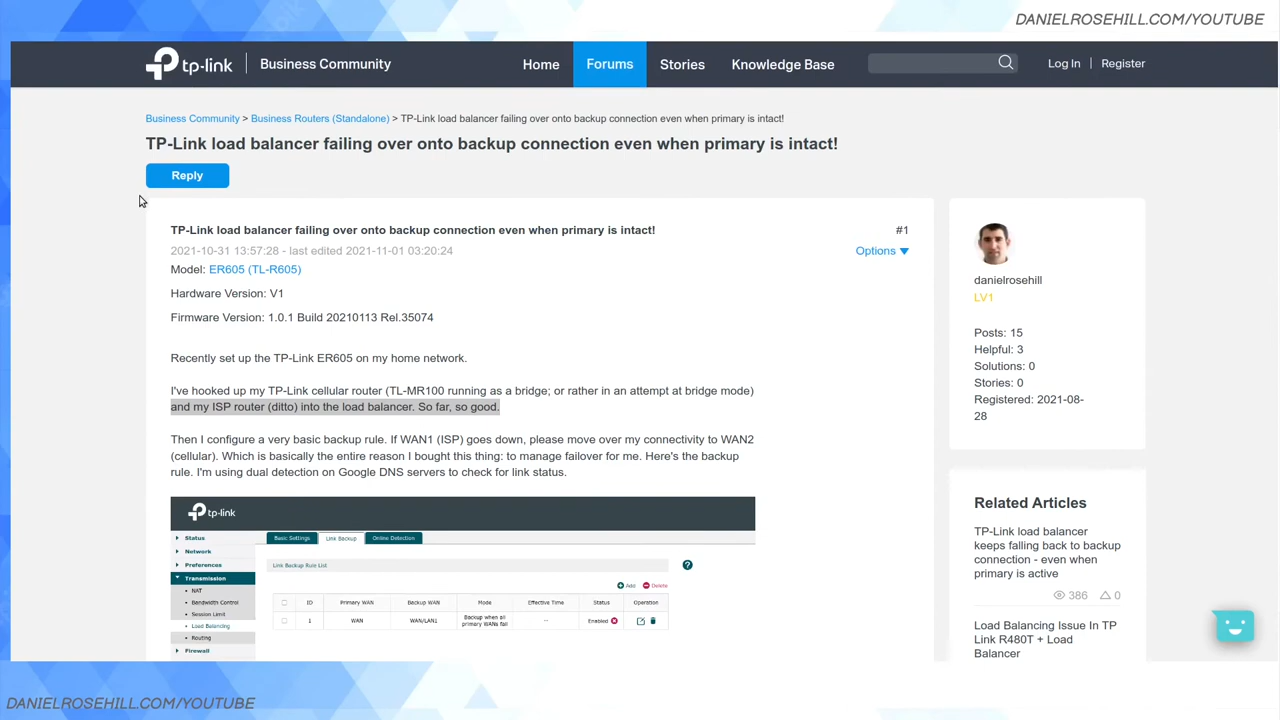 DANIELROSEHILL.COM/YOUTUBE
tp-link Business Community Home Forums Stories Knowledge Base Log In Register
Business Community > Business Routers (Standalone) > TP-Link load balancer failing over onto backup connection even when primary is intact!
TP-Link load balancer failing over onto backup connection even when primary is intact!
Reply
TP-Link load balancer failing over onto backup connection even when primary is intact! #1
2021-10-31 13:57:28 - last edited 2021-11-01 03:20:24 Options
Model: ER605 (TL-R605)
Hardware Version: V1
Firmware Version: 1.0.1 Build 20210113 Rel.35074
Recently set up the TP-Link ER605 on my home network.
I've hooked up my TP-Link cellular router (TL-MR100 running as a bridge; or rather in an attempt at bridge mode)
and my ISP router (ditto) into the load balancer. So far, so good.
Then I configure a very basic backup rule. If WAN1 (ISP) goes down, please move over my connectivity to WAN2
(cellular). Which is basically the entire reason I bought this thing: to manage failover for me. Here's the backup
rule. I'm using dual detection on Google DNS servers to check for link status.
tp-link
Status
Network
Preferences
Transmission
NAT
Bandwidth Control
Session Limit
Load Balancing
Routing
Firewall
Basic Settings Link Backup Online Detection
Link Backup Rule List
Add Delete
ID Primary WAN Backup WAN Mode Effective Time Status Operation
1 WAN WAN/LAN1 Backup when all primary WANs fail -- Enabled
danielrosehill
LV1
Posts: 15
Helpful: 3
Solutions: 0
Stories: 0
Registered: 2021-08-
28
Related Articles
TP-Link load balancer
keeps falling back to backup
connection - even when
primary is active
386 0
Load Balancing Issue In TP
Link R480T + Load
Balancer
DANIELROSEHILL.COM/YOUTUBE